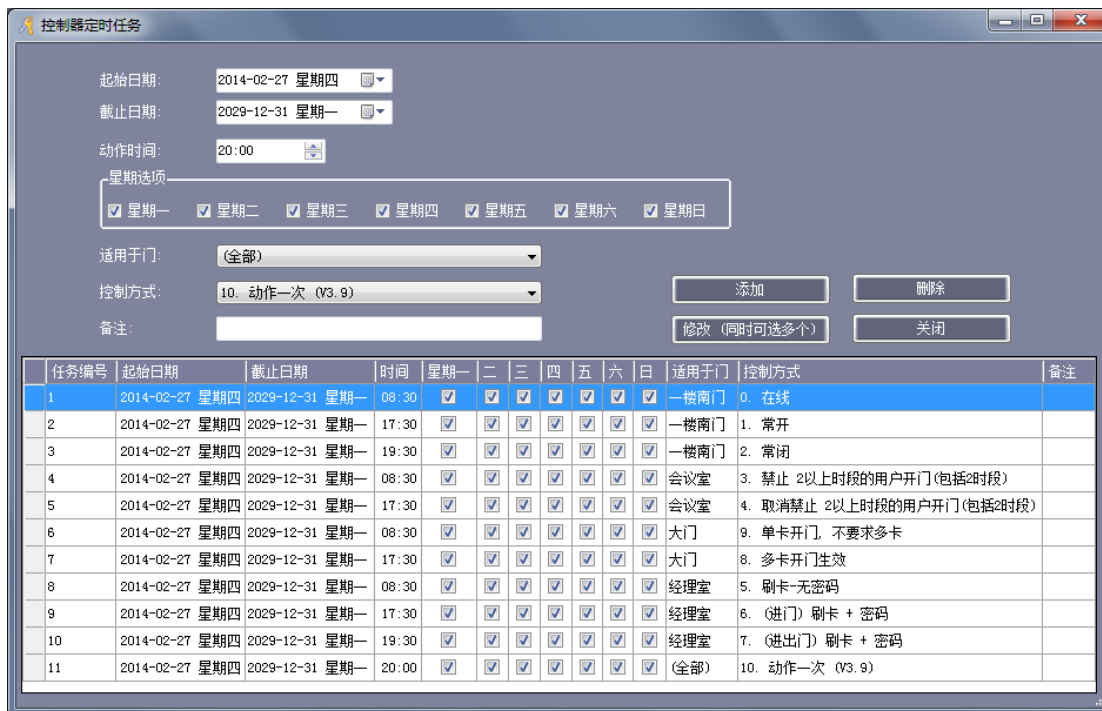 控制器定时任务
起始日期: 2014-02-27 星期四
截止日期: 2029-12-31 星期一
动作时间: 20:00
星期选项
星期一 星期二 星期三 星期四 星期五 星期六 星期日
适用于门: (全部)
控制方式: 10. 动作一次 (V3.9) 添加 删除
备注: 修改 (同时可选多个) 关闭
任务编号 起始日期 截止日期 时间 星期一 二 三 四 五 六 日 适用于门 控制方式 备注
1 2014-02-27 星期四 2029-12-31 星期一 08:30 一楼南门 0. 在线
2 2014-02-27 星期四 2029-12-31 星期一 17:30 一楼南门 1. 常开
3 2014-02-27 星期四 2029-12-31 星期一 19:30 一楼南门 2. 常闭
4 2014-02-27 星期四 2029-12-31 星期一 08:30 会议室 3. 禁止 2以上时段的用户开门(包括2时段)
5 2014-02-27 星期四 2029-12-31 星期一 17:30 会议室 4. 取消禁止 2以上时段的用户开门(包括2时段)
6 2014-02-27 星期四 2029-12-31 星期一 08:30 大门 9. 单卡开门, 不要求多卡
7 2014-02-27 星期四 2029-12-31 星期一 17:30 大门 8. 多卡开门生效
8 2014-02-27 星期四 2029-12-31 星期一 08:30 经理室 5. 刷卡-无密码
9 2014-02-27 星期四 2029-12-31 星期一 17:30 经理室 6. (进门) 刷卡 + 密码
10 2014-02-27 星期四 2029-12-31 星期一 19:30 经理室 7. (进出门) 刷卡 + 密码
11 2014-02-27 星期四 2029-12-31 星期一 20:00 (全部) 10. 动作一次 (V3.9)